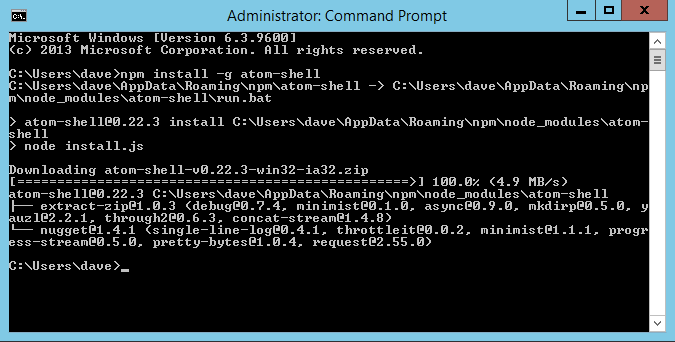 Administrator: Command Prompt
Microsoft Windows [Version 6.3.9600]
(c) 2013 Microsoft Corporation. All rights reserved.
C:\Users\dave>npm install -g atom-shell
C:\Users\dave\AppData\Roaming\npm\atom-shell -> C:\Users\dave\AppData\Roaming\np
m\node_modules\atom-shell\run.bat
> atom-shell@0.22.3 install C:\Users\dave\AppData\Roaming\npm\node_modules\atom-
shell
> node install.js
Downloading atom-shell-v0.22.3-win32-ia32.zip
[=============================================>] 100.0% (4.9 MB/s)
atom-shell@0.22.3 C:\Users\dave\AppData\Roaming\npm\node_modules\atom-shell
├── extract-zip@1.0.3 (debug@0.7.4, minimist@0.1.0, async@0.9.0, mkdirp@0.5.0, y
auzl@2.2.1, through2@0.6.3, concat-stream@1.4.8)
└── nugget@1.4.1 (single-line-log@0.4.1, throttleit@0.0.2, minimist@1.1.1, progr
ess-stream@0.5.0, pretty-bytes@1.0.4, request@2.55.0)
C:\Users\dave>_